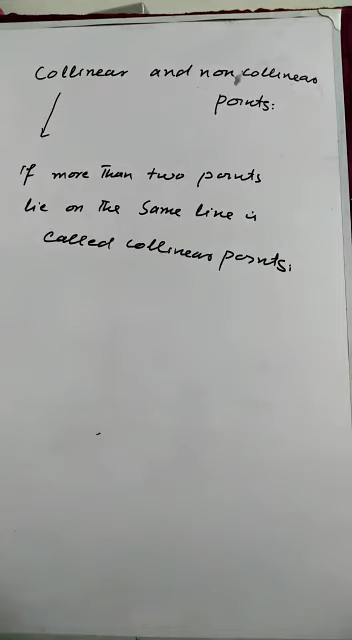 Collinear and non collinear
points:
If more Than two points
lie on The Same line is
called collinear points.